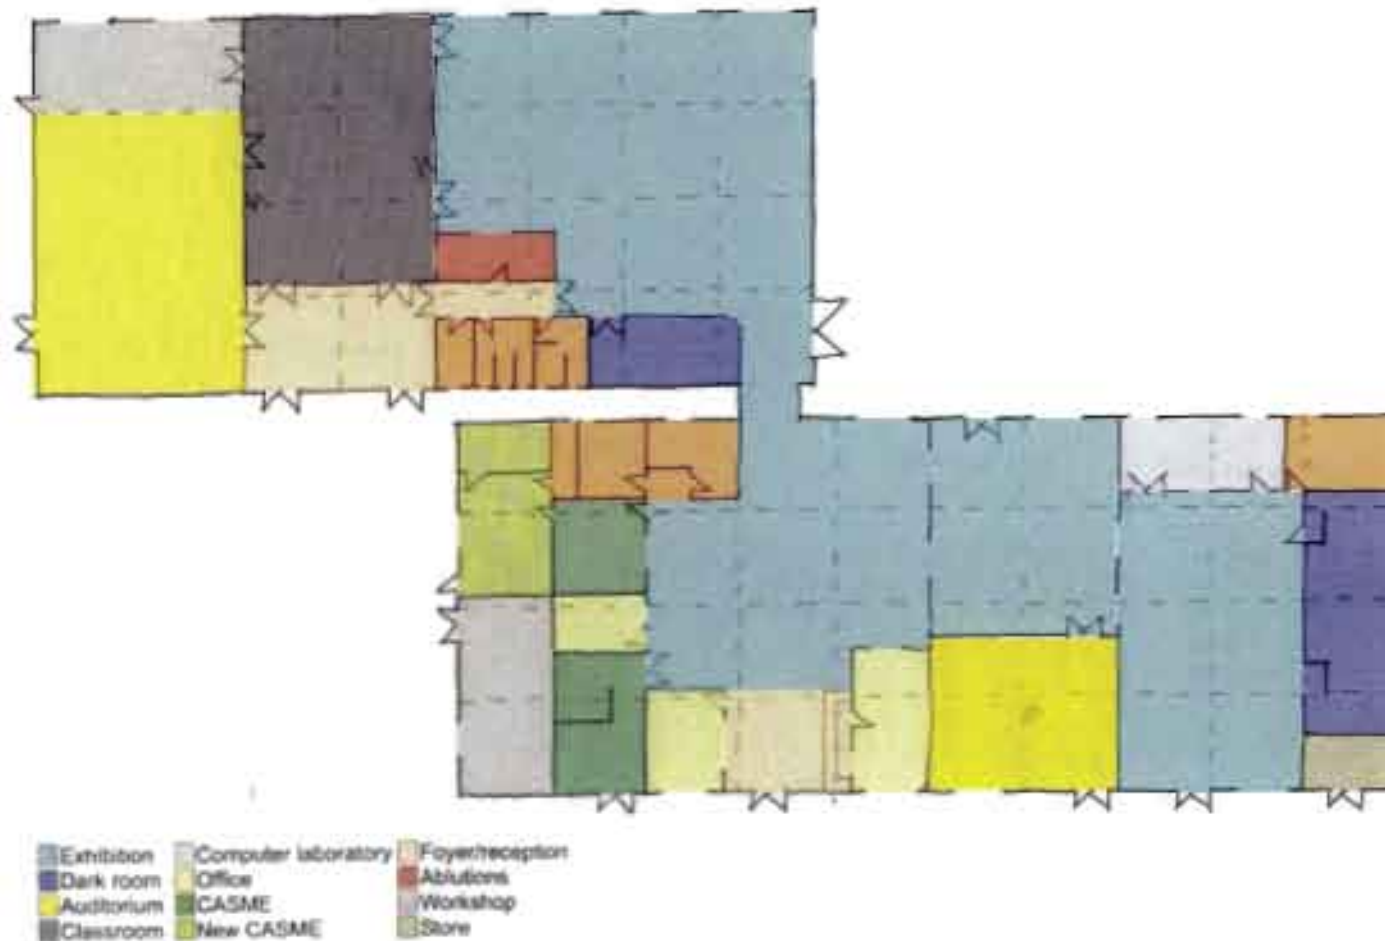 Exhibition Computer laboratory Foyer/reception
Dark room Office Ablutions
Auditorium CASME Workshop
Classroom New CASME Store